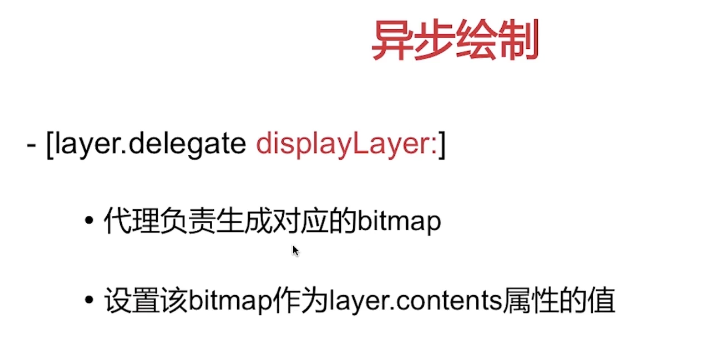 异步绘制
- [layer.delegate displayLayer:]
• 代理负责生成对应的bitmap
• 设置该bitmap作为layer.contents属性的值